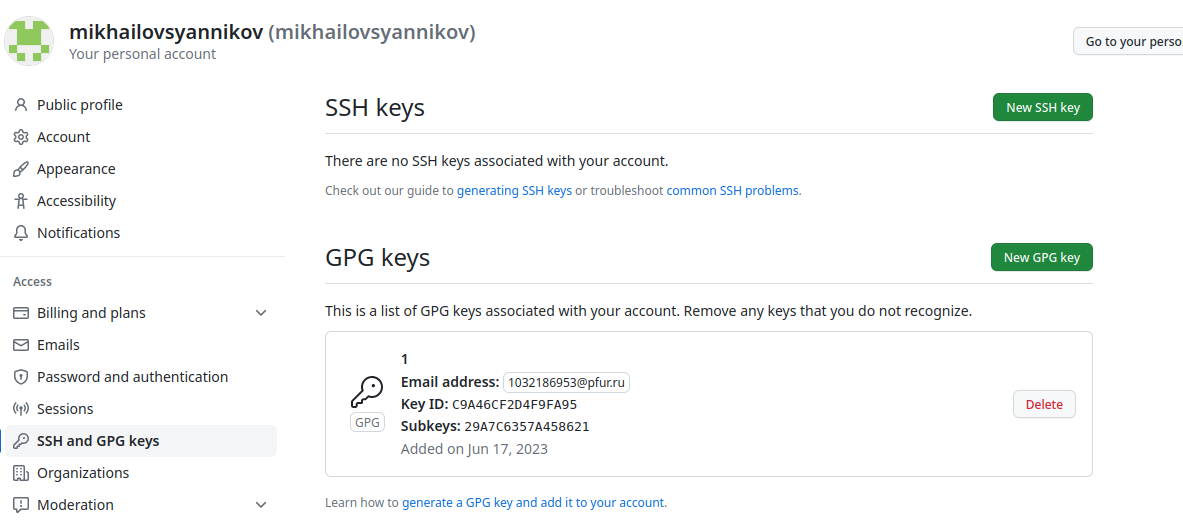 mikhailovsyannikov (mikhailovsyannikov)
Your personal account
Go to your perso
Public profile
Account
Appearance
Accessibility
Notifications
Access
Billing and plans
Emails
Password and authentication
Sessions
SSH and GPG keys
Organizations
Moderation
SSH keys
New SSH key
There are no SSH keys associated with your account.
Check out our guide to generating SSH keys or troubleshoot common SSH problems.
GPG keys
New GPG key
This is a list of GPG keys associated with your account. Remove any keys that you do not recognize.
1
Email address: 1032186953@pfur.ru
Key ID: C9A46CF2D4F9FA95
GPG
Subkeys: 29A7C6357A458621
Added on Jun 17, 2023
Delete
Learn how to generate a GPG key and add it to your account.